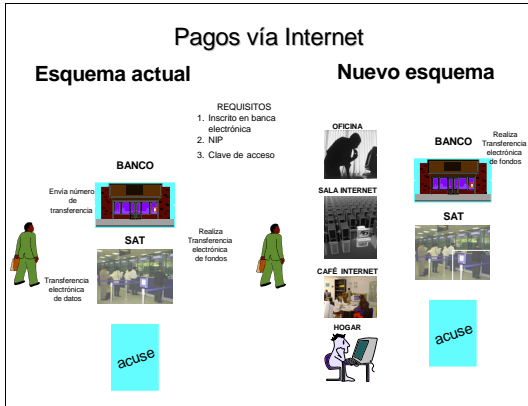 Pagos vía Internet
Esquema actual
Nuevo esquema
REQUISITOS
1. Inscrito en banca
electrónica
2. NIP
3. Clave de acceso
BANCO
Envía número
de
transferencia
SAT
Transferencia
electrónica
de datos
acuse
Realiza
Transferencia
electrónica
de fondos
OFICINA
SALA INTERNET
CAFÉ INTERNET
HOGAR
BANCO
Realiza
Transferencia
electrónica
de fondos
SAT
acuse